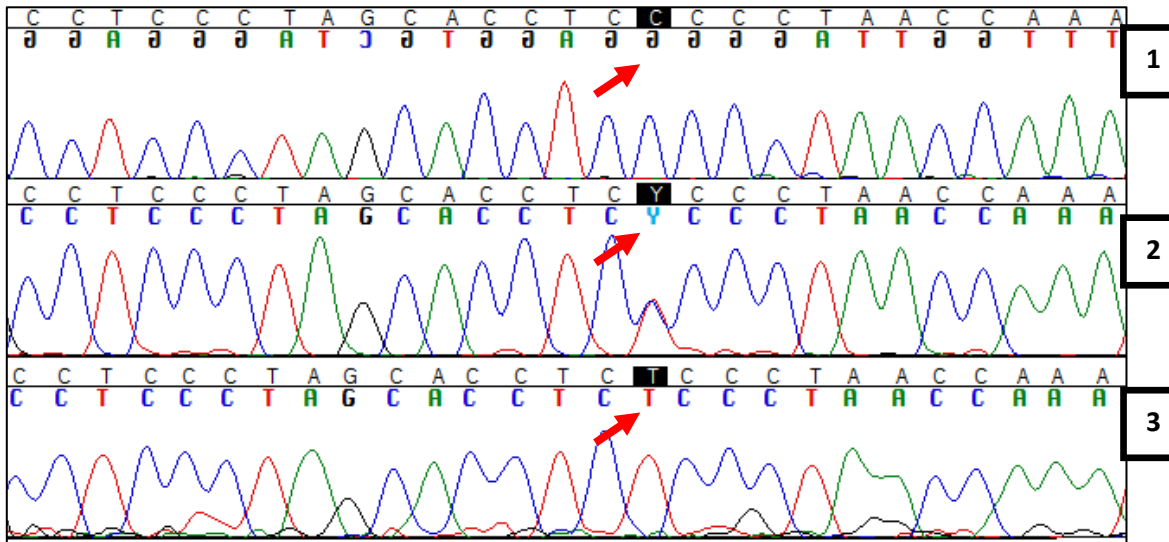 C C T C C C T A G C A C C T C C C C C T A A C C A A A
G G A G G G A T C G T G G A G G G G G A T T G G T T T
1
C C T C C C T A G C A C C T C Y C C C T A A C C A A A
C C T C C C T A G C A C C T C Y C C C T A A C C A A A
2
C C T C C C T A G C A C C T C T C C C T A A C C A A A
C C T C C C T A G C A C C T C T C C C T A A C C A A A
3